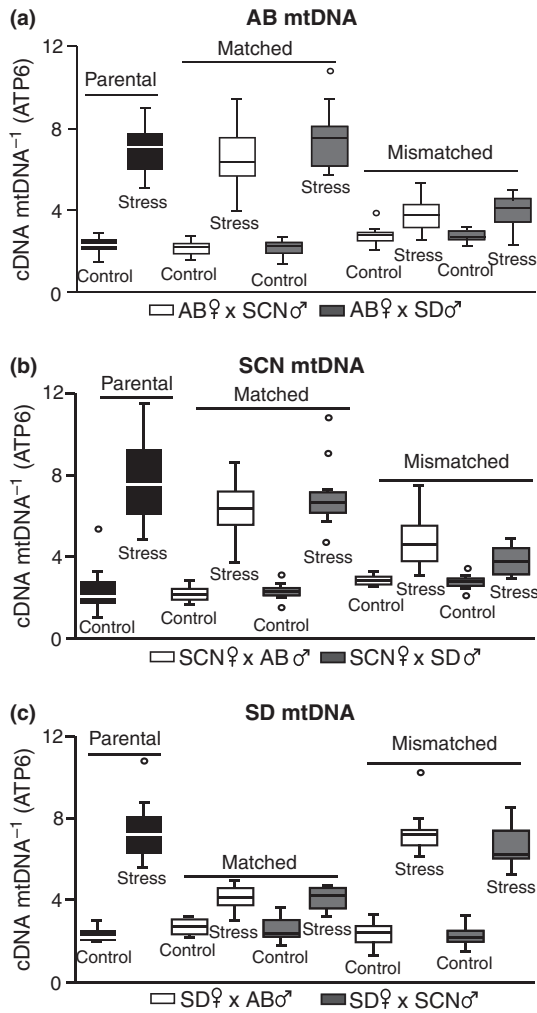 (a) AB mtDNA
cDNA mtDNA⁻¹ (ATP6)
12
8
4
0
Parental
Matched
Mismatched
Control
Stress
Control
Stress
Control
Stress
Control
Stress
Control
Stress
AB♀ x SCN♂ AB♀ x SD♂
(b) SCN mtDNA
cDNA mtDNA⁻¹ (ATP6)
12
8
4
0
Parental
Matched
Mismatched
Control
Stress
Control
Stress
Control
Stress
Control
Stress
Control
Stress
SCN♀ x AB♂ SCN♀ x SD♂
(c) SD mtDNA
cDNA mtDNA⁻¹ (ATP6)
12
8
4
0
Parental
Matched
Mismatched
Control
Stress
Control
Stress
Control
Stress
Control
Stress
Control
Stress
SD♀ x AB♂ SD♀ x SCN♂